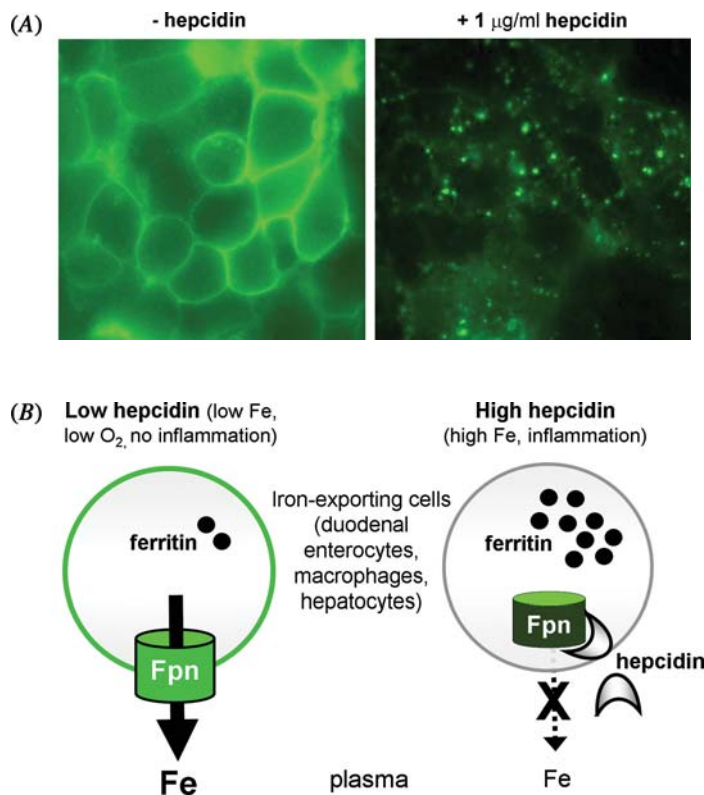 (A)
- hepcidin
+ 1 µg/ml hepcidin
(B)
Low hepcidin (low Fe,
low O2, no inflammation)
High hepcidin
(high Fe, inflammation)
Iron-exporting cells
(duodenal
enterocytes,
macrophages,
hepatocytes)
ferritin
Fpn
Fe
ferritin
Fpn
hepcidin
X
Fe
plasma